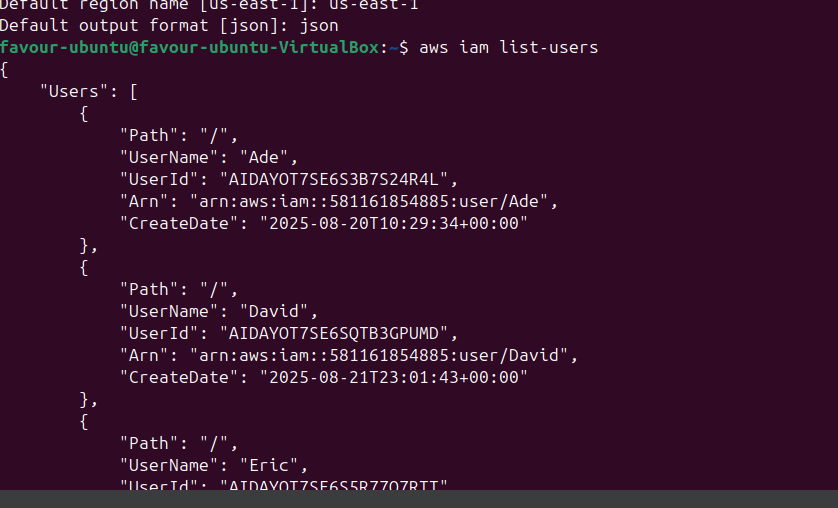 Default region name [us-east-1]: us-east-1
Default output format [json]: json
favour-ubuntu@favour-ubuntu-VirtualBox:~$ aws iam list-users
{
    "Users": [
        {
            "Path": "/",
            "UserName": "Ade",
            "UserId": "AIDAYOT7SE6S3B7S24R4L",
            "Arn": "arn:aws:iam::581161854885:user/Ade",
            "CreateDate": "2025-08-20T10:29:34+00:00"
        },
        {
            "Path": "/",
            "UserName": "David",
            "UserId": "AIDAYOT7SE6SQTB3GPUMD",
            "Arn": "arn:aws:iam::581161854885:user/David",
            "CreateDate": "2025-08-21T23:01:43+00:00"
        },
        {
            "Path": "/",
            "UserName": "Eric",
            "UserId":